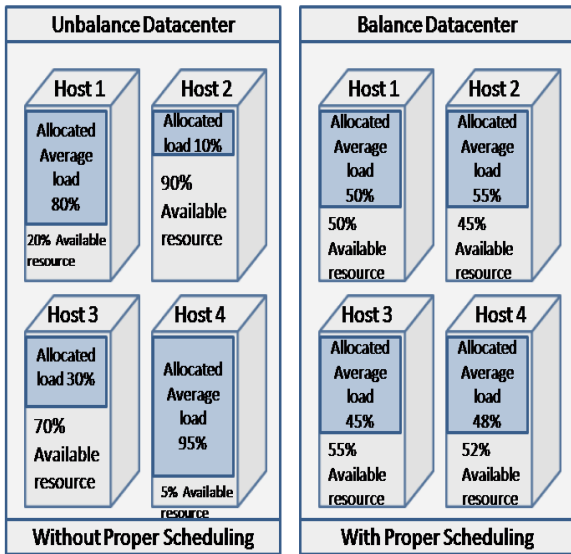 Unbalance Datacenter
Host 1
Allocated
Average
load
80%
20% Available
resource
Host 2
Allocated
load 10%
90%
Available
resource
Host 3
Allocated
load 30%
70%
Available
resource
Host 4
Allocated
Average
load
95%
5% Available
resource
Without Proper Scheduling
Balance Datacenter
Host 1
Allocated
Average
load
50%
50%
Available
resource
Host 2
Allocated
Average
load
55%
45%
Available
resource
Host 3
Allocated
Average
load
45%
55%
Available
resource
Host 4
Allocated
Average
load
48%
52%
Available
resource
With Proper Scheduling